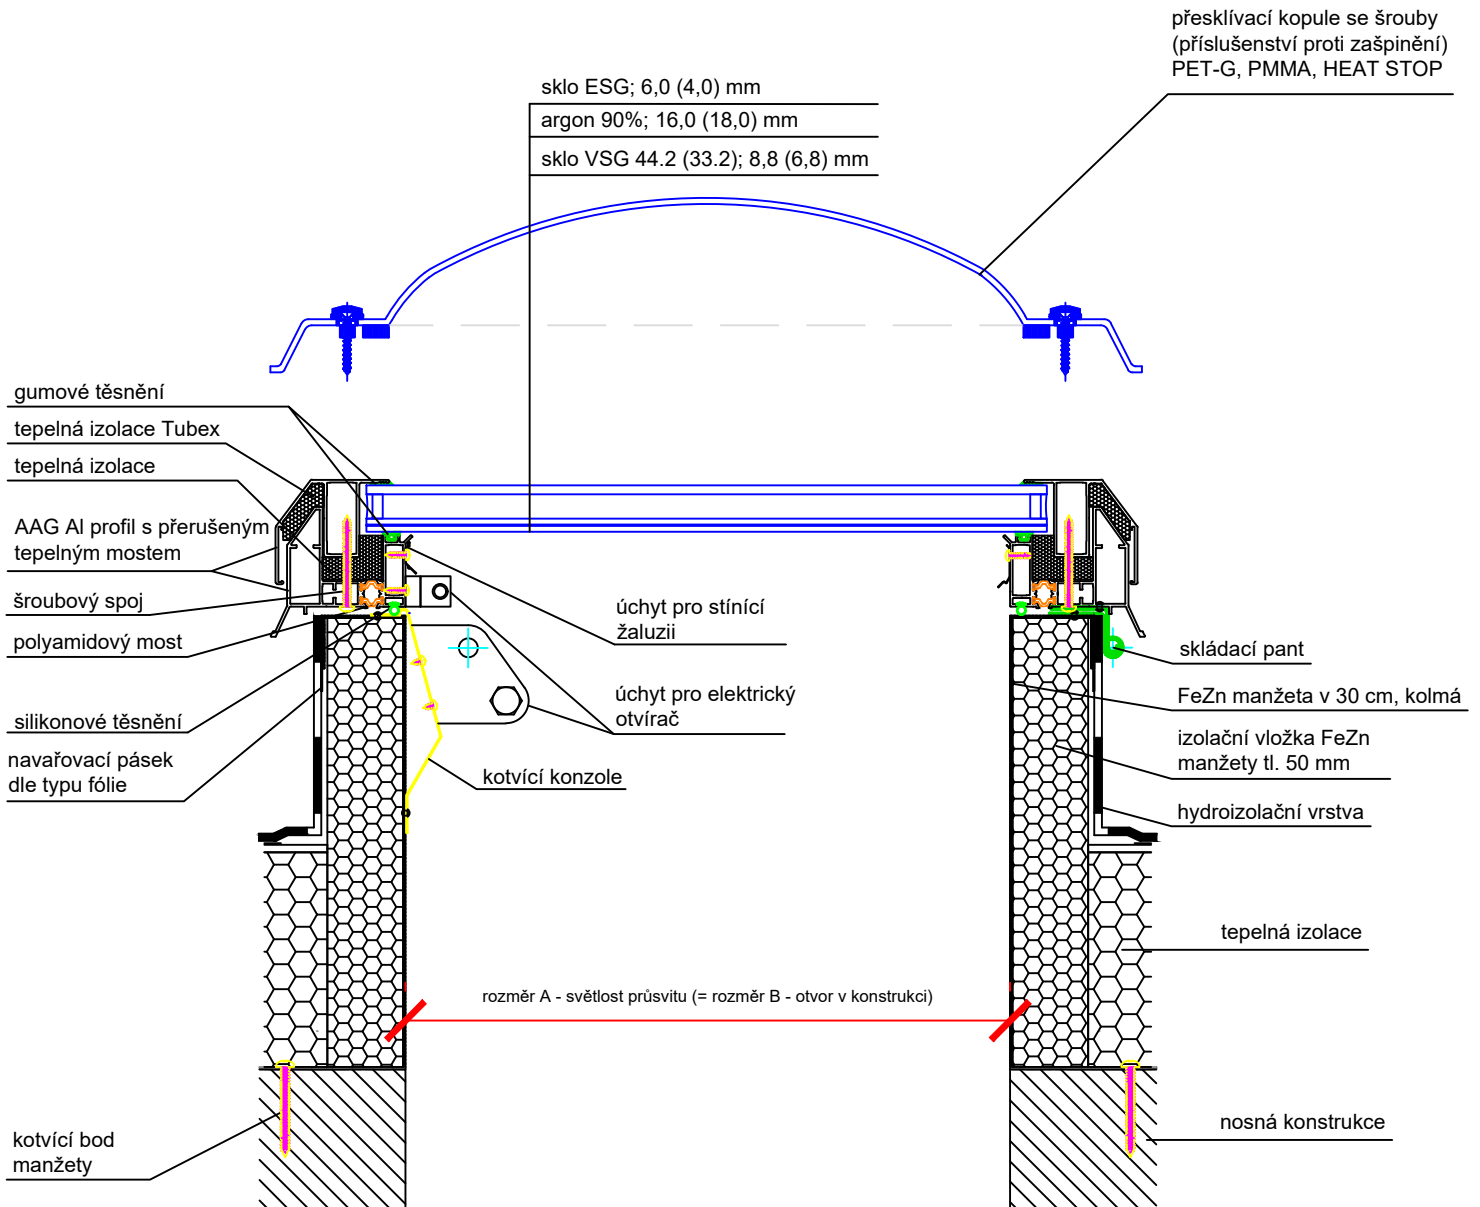 přesklívací kopule se šrouby
(příslušenství proti zašpinění)
PET-G, PMMA, HEAT STOP
sklo ESG; 6,0 (4,0) mm
argon 90%; 16,0 (18,0) mm
sklo VSG 44.2 (33.2); 8,8 (6,8) mm
gumové těsnění
tepelná izolace Tubex
tepelná izolace
AAG Al profil s přerušeným
tepelným mostem
šroubový spoj
polyamidový most
silikonové těsnění
navařovací pásek
dle typu fólie
úchyt pro stínící
žaluzii
úchyt pro elektrický
otvírač
kotvící konzole
skládací pant
FeZn manžeta v 30 cm, kolmá
izolační vložka FeZn
manžety tl. 50 mm
hydroizolační vrstva
tepelná izolace
rozměr A - světlost průsvitu (= rozměr B - otvor v konstrukci)
kotvící bod
manžety
nosná konstrukce